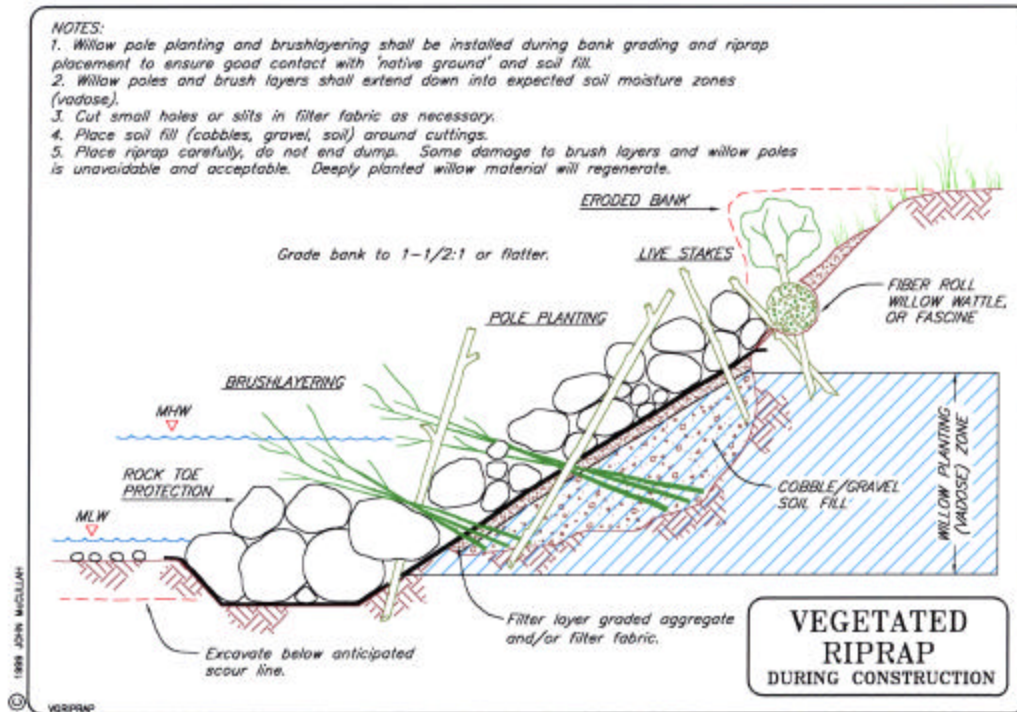 NOTES:
1. Willow pole planting and brushlayering shall be installed during bank grading and riprap
placement to ensure good contact with 'native ground' and soil fill.
2. Willow poles and brush layers shall extend down into expected soil moisture zones
(vadose).
3. Cut small holes or slits in filter fabric as necessary.
4. Place soil fill (cobbles, gravel, soil) around cuttings.
5. Place riprap carefully, do not end dump. Some damage to brush layers and willow poles
is unavoidable and acceptable. Deeply planted willow material will regenerate.
ERODED BANK
Grade bank to 1-1/2:1 or flatter.
LIVE STAKES
FIBER ROLL
WILLOW WATTLE,
OR FASCINE
POLE PLANTING
BRUSHLAYERING
MHW
ROCK TOE
PROTECTION
MLW
COBBLE/GRAVEL
SOIL FILL
WILLOW PLANTING
(VADOSE) ZONE
Filter layer graded aggregate
and/or filter fabric.
Excavate below anticipated
scour line.
VEGETATED
RIPRAP
DURING CONSTRUCTION
© 1999 JOHN McCULLAH
VGRIPRAP